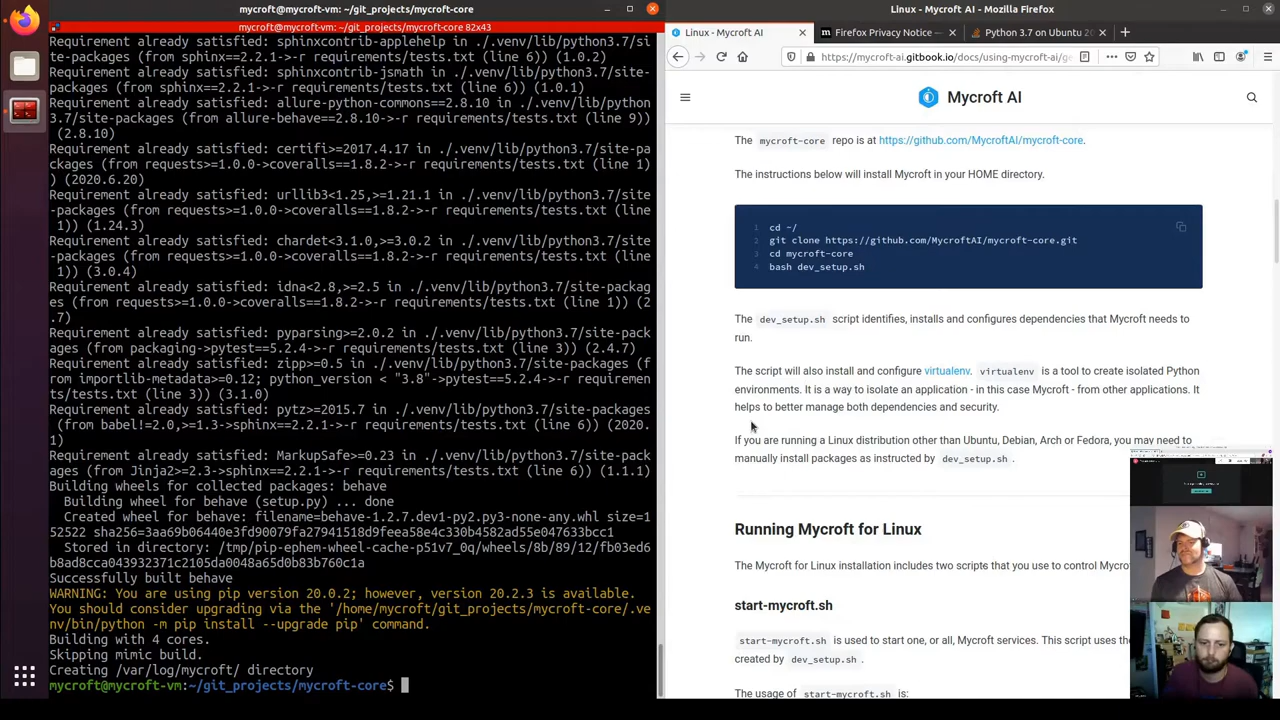 mycroft@mycroft-vm: ~/git_projects/mycroft-core
mycroft@mycroft-vm: ~/git_projects/mycroft-core 82x43
Requirement already satisfied: sphinxcontrib-applehelp in ./.venv/lib/python3.7/si
te-packages (from sphinx==2.2.1->-r requirements/tests.txt (line 6)) (1.0.2)
Requirement already satisfied: sphinxcontrib-jsmath in ./.venv/lib/python3.7/site-
packages (from sphinx==2.2.1->-r requirements/tests.txt (line 6)) (1.0.1)
Requirement already satisfied: allure-python-commons==2.8.10 in ./.venv/lib/python
3.7/site-packages (from allure-behave==2.8.10->-r requirements/tests.txt (line 9))
(2.8.10)
Requirement already satisfied: certifi>=2017.4.17 in ./.venv/lib/python3.7/site-pa
ckages (from requests>=1.0.0->coveralls==1.8.2->-r requirements/tests.txt (line 1)
) (2020.6.20)
Requirement already satisfied: urllib3<1.25,>=1.21.1 in ./.venv/lib/python3.7/site
-packages (from requests>=1.0.0->coveralls==1.8.2->-r requirements/tests.txt (line
1)) (1.24.3)
Requirement already satisfied: chardet<3.1.0,>=3.0.2 in ./.venv/lib/python3.7/site
-packages (from requests>=1.0.0->coveralls==1.8.2->-r requirements/tests.txt (line
1)) (3.0.4)
Requirement already satisfied: idna<2.8,>=2.5 in ./.venv/lib/python3.7/site-packag
es (from requests>=1.0.0->coveralls==1.8.2->-r requirements/tests.txt (line 1)) (2
.7)
Requirement already satisfied: pyparsing>=2.0.2 in ./.venv/lib/python3.7/site-pack
ages (from packaging->pytest==5.2.4->-r requirements/tests.txt (line 3)) (2.4.7)
Requirement already satisfied: zipp>=0.5 in ./.venv/lib/python3.7/site-packages (f
rom importlib-metadata>=0.12; python_version < "3.8"->pytest==5.2.4->-r requiremen
ts/tests.txt (line 3)) (3.1.0)
Requirement already satisfied: pytz>=2015.7 in ./.venv/lib/python3.7/site-packages
(from babel!=2.0,>=1.3->sphinx==2.2.1->-r requirements/tests.txt (line 6)) (2020.
1)
Requirement already satisfied: MarkupSafe>=0.23 in ./.venv/lib/python3.7/site-pack
ages (from Jinja2>=2.3->sphinx==2.2.1->-r requirements/tests.txt (line 6)) (1.1.1)
Building wheels for collected packages: behave
Building wheel for behave (setup.py) ... done
Created wheel for behave: filename=behave-1.2.7.dev1-py2.py3-none-any.whl size=1
52522 sha256=3aa69b06440e3fd90079fa27941518d9feea58e4c330b4582ad55e047633bcc1
Stored in directory: /tmp/pip-ephem-wheel-cache-p51v7_0q/wheels/8b/89/12/fb03ed6
b8ad8cca043932371c2105da0048a65d0b83b760c1a
Successfully built behave
WARNING: You are using pip version 20.0.2; however, version 20.2.3 is available.
You should consider upgrading via the '/home/mycroft/git_projects/mycroft-core/.ve
nv/bin/python -m pip install --upgrade pip' command.
Building with 4 cores.
Skipping mimic build.
Creating /var/log/mycroft/ directory
mycroft@mycroft-vm:~/git_projects/mycroft-core$
Linux - Mycroft AI - Mozilla Firefox
Linux - Mycroft AI
Firefox Privacy Notice —
Python 3.7 on Ubuntu 20
https://mycroft-ai.gitbook.io/docs/using-mycroft-ai/ge
Mycroft AI
The mycroft-core repo is at https://github.com/MycroftAI/mycroft-core.
The instructions below will install Mycroft in your HOME directory.
1 cd ~/
2 git clone https://github.com/MycroftAI/mycroft-core.git
3 cd mycroft-core
4 bash dev_setup.sh
The dev_setup.sh script identifies, installs and configures dependencies that Mycroft needs to
run.
The script will also install and configure virtualenv. virtualenv is a tool to create isolated Python
environments. It is a way to isolate an application - in this case Mycroft - from other applications. It
helps to better manage both dependencies and security.
If you are running a Linux distribution other than Ubuntu, Debian, Arch or Fedora, you may need to
manually install packages as instructed by dev_setup.sh.
Running Mycroft for Linux
The Mycroft for Linux installation includes two scripts that you use to control Mycro
start-mycroft.sh
start-mycroft.sh is used to start one, or all, Mycroft services. This script uses the
created by dev_setup.sh.
The usage of start-mycroft.sh is: